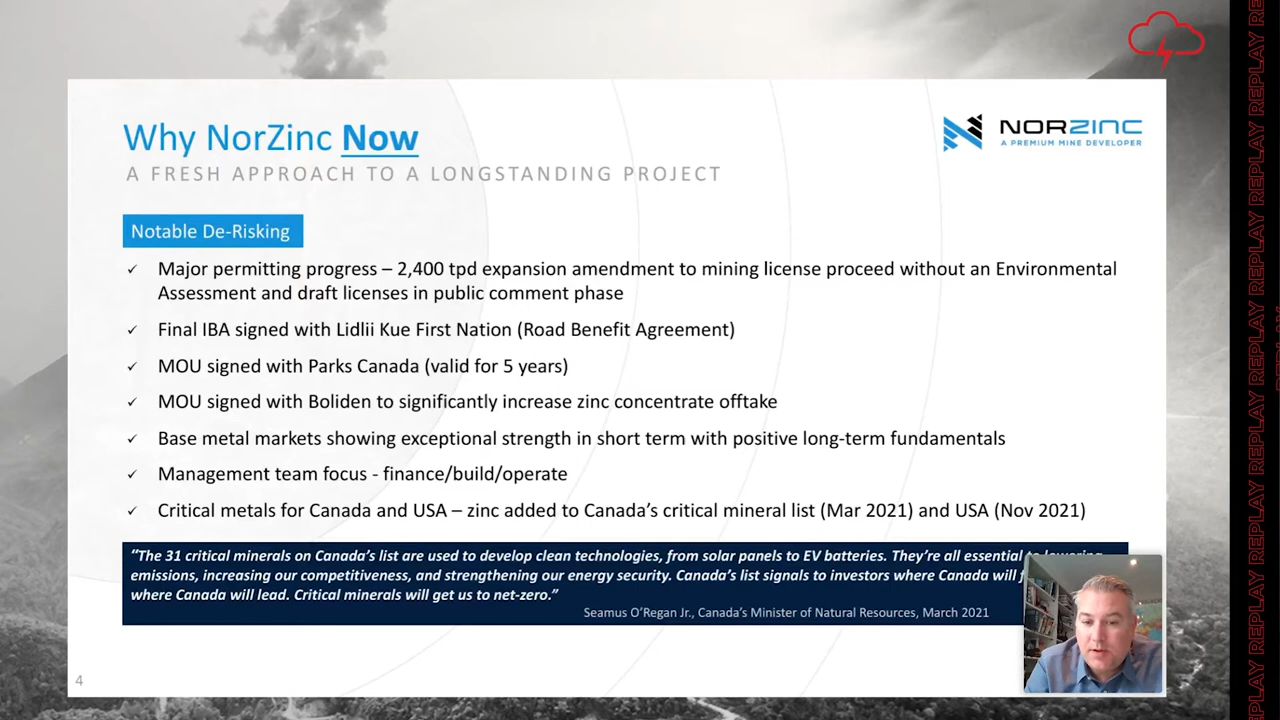 Why NorZinc Now
A FRESH APPROACH TO A LONGSTANDING PROJECT
NORZINC
A PREMIUM MINE DEVELOPER
Notable De-Risking
✓ Major permitting progress – 2,400 tpd expansion amendment to mining license proceed without an Environmental
Assessment and draft licenses in public comment phase
✓ Final IBA signed with Lidlii Kue First Nation (Road Benefit Agreement)
✓ MOU signed with Parks Canada (valid for 5 years)
✓ MOU signed with Boliden to significantly increase zinc concentrate offtake
✓ Base metal markets showing exceptional strength in short term with positive long-term fundamentals
✓ Management team focus - finance/build/operate
✓ Critical metals for Canada and USA – zinc added to Canada’s critical mineral list (Mar 2021) and USA (Nov 2021)
“The 31 critical minerals on Canada’s list are used to develop clean technologies, from solar panels to EV batteries. They’re all essential
emissions, increasing our competitiveness, and strengthening our energy security. Canada’s list signals to investors where Canada will
where Canada will lead. Critical minerals will get us to net-zero.”
Seamus O’Regan Jr., Canada’s Minister of Natural Resources, March 2021
4
REPLAY REPLAY REPLAY REPLAY REPLAY REPLAY REPLAY